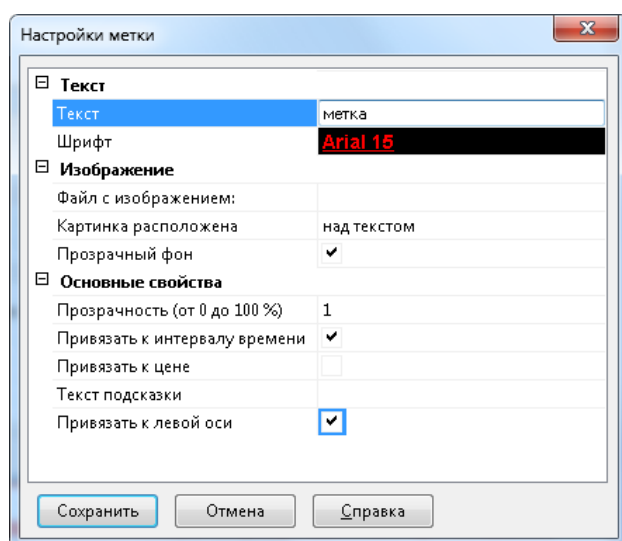 Настройки метки
Текст
Текст метка
Шрифт Arial 15
Изображение
Файл с изображением:
Картинка расположена над текстом
Прозрачный фон
Основные свойства
Прозрачность (от 0 до 100 %) 1
Привязать к интервалу времени
Привязать к цене
Текст подсказки
Привязать к левой оси
Сохранить Отмена Справка